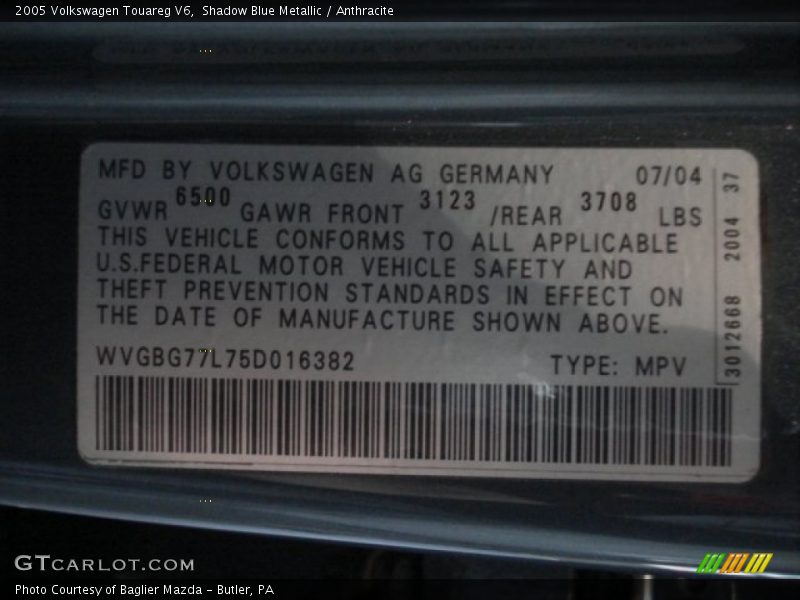 2005 Volkswagen Touareg V6, Shadow Blue Metallic / Anthracite
MFD BY VOLKSWAGEN AG GERMANY 07/04
GVWR 6500 GAWR FRONT 3123 /REAR 3708 LBS
THIS VEHICLE CONFORMS TO ALL APPLICABLE
U.S.FEDERAL MOTOR VEHICLE SAFETY AND
THEFT PREVENTION STANDARDS IN EFFECT ON
THE DATE OF MANUFACTURE SHOWN ABOVE.
WVGBG77L75D016382 TYPE: MPV
3012668 2004 37
GTCARLOT.COM
Photo Courtesy of Baglier Mazda - Butler, PA